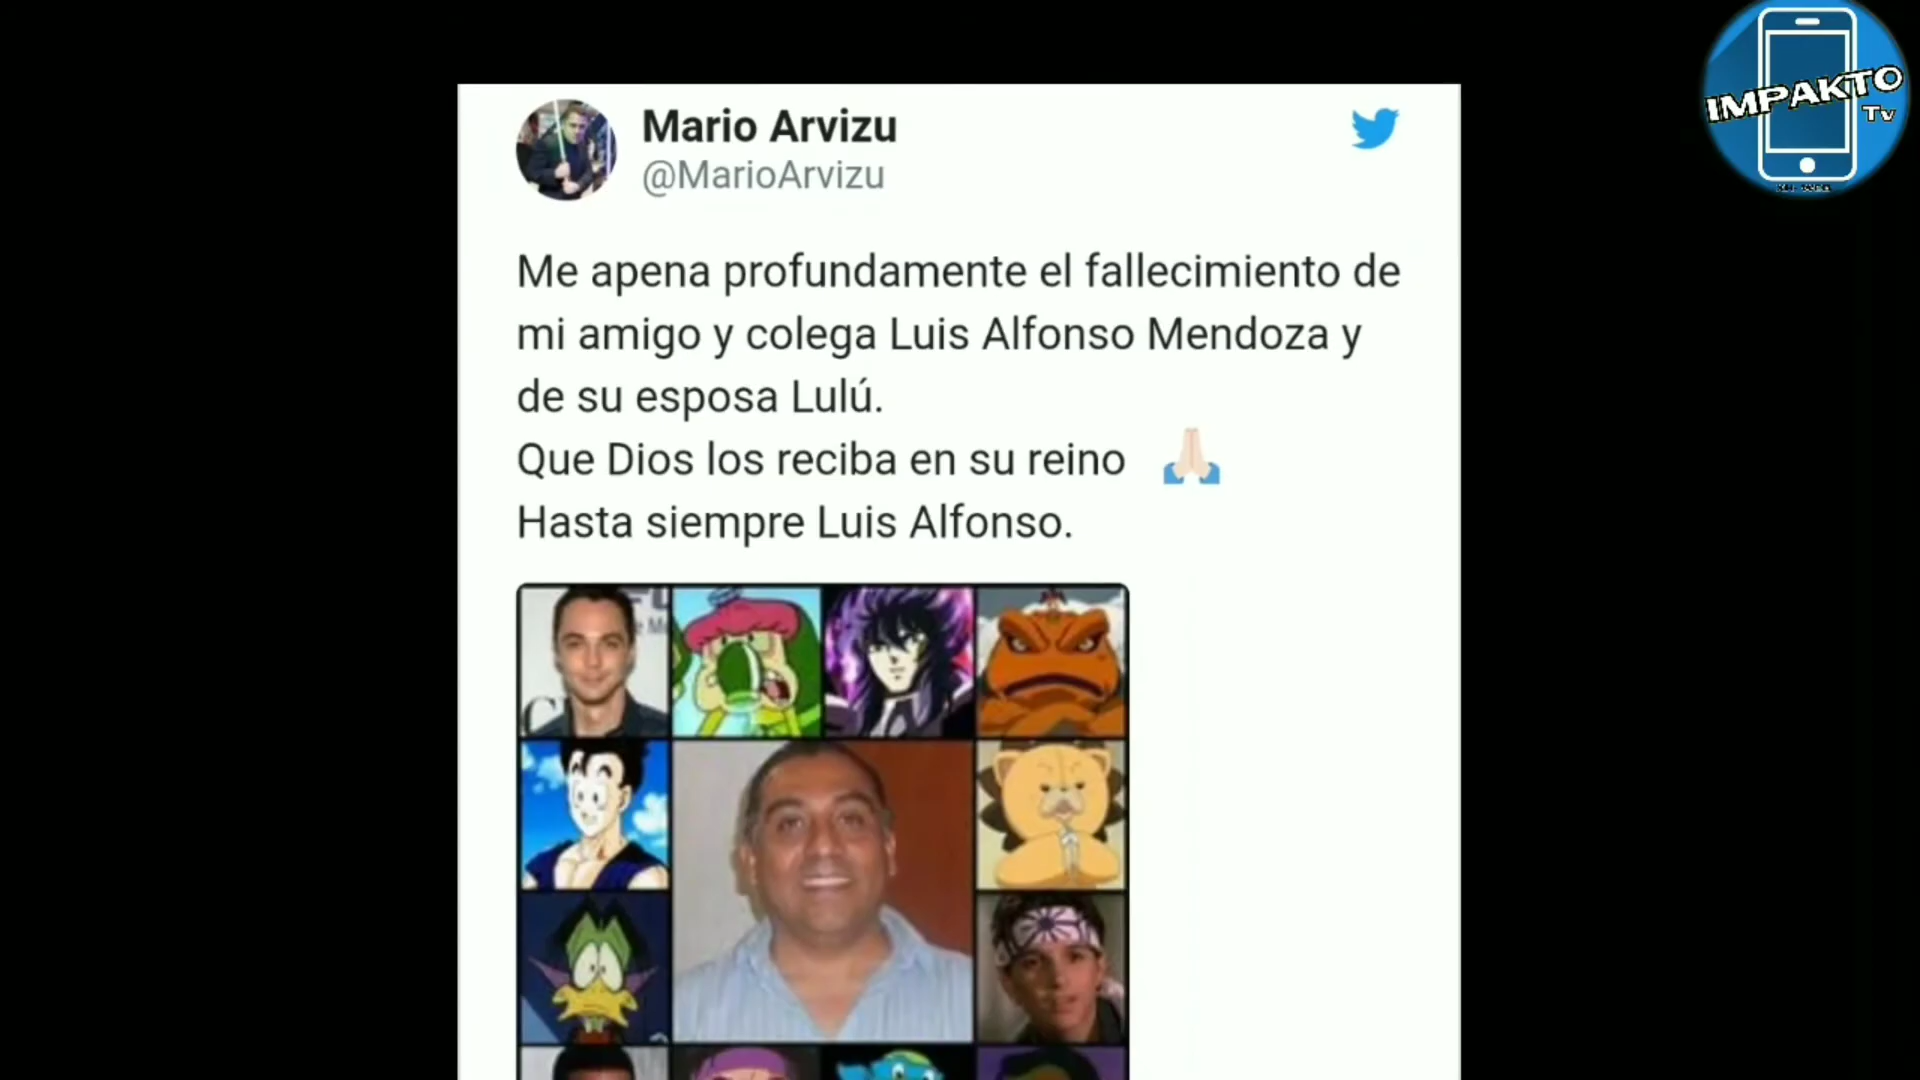 IMPAKTO
Tv
Mario Arvizu
@MarioArvizu
Me apena profundamente el fallecimiento de
mi amigo y colega Luis Alfonso Mendoza y
de su esposa Lulú.
Que Dios los reciba en su reino 🙏🏻
Hasta siempre Luis Alfonso.